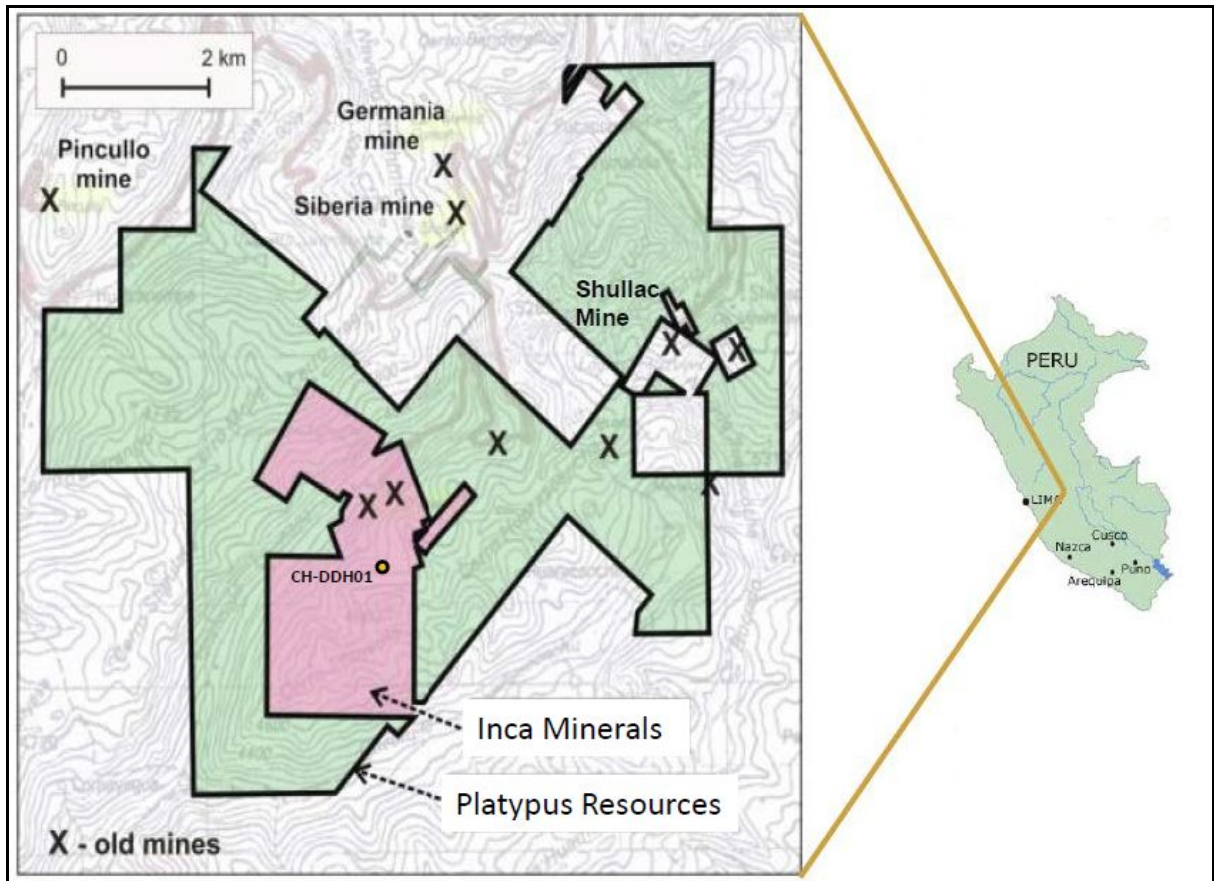 0 2 km
Germania
mine
Pincullo
mine
X
X
Siberia mine X
Shullac
Mine
X X
X X
X
X X
CH-DDH01
Inca Minerals
Platypus Resources
X - old mines
PERU
LIMA
Cusco
Nazca
Puno
Arequipa